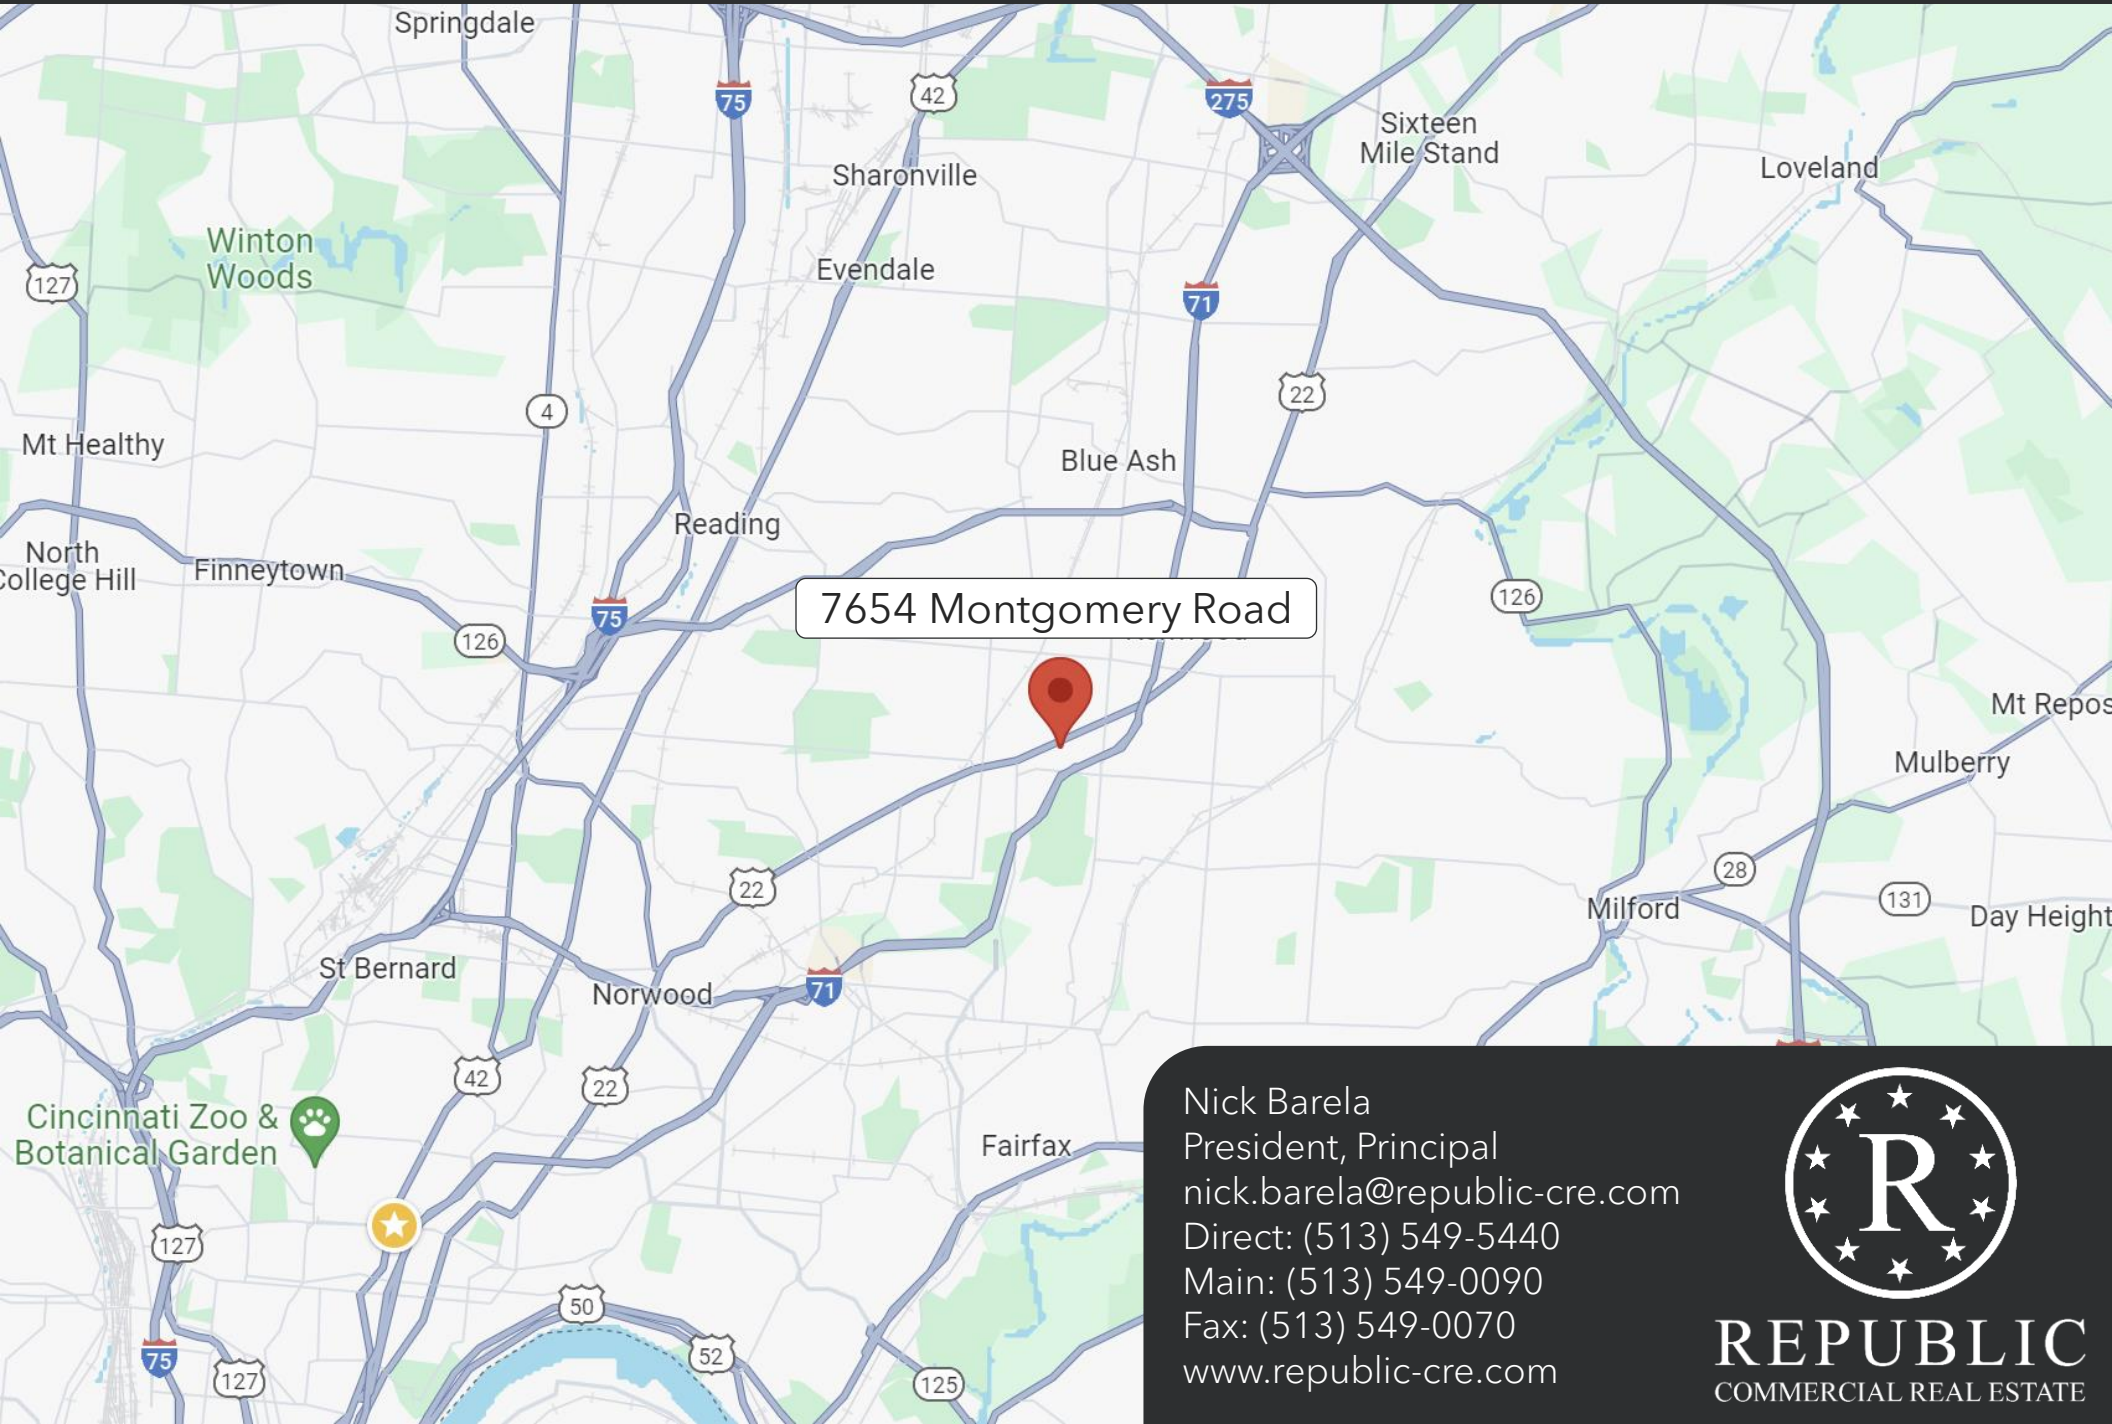 Springdale
75
42
275
Sixteen
Mile Stand
Loveland
Sharonville
Winton
Woods
Evendale
127
71
22
4
Mt Healthy
Blue Ash
Reading
North
College Hill
Finneytown
126
75
7654 Montgomery Road
126
Mt Repos
Mulberry
22
28
131
Milford
Day Height
St Bernard
Norwood
71
42
22
Cincinnati Zoo &
Botanical Garden
Fairfax
127
50
52
75
127
125
Nick Barela
President, Principal
nick.barela@republic-cre.com
Direct: (513) 549-5440
Main: (513) 549-0090
Fax: (513) 549-0070
www.republic-cre.com
R
REPUBLIC
COMMERCIAL REAL ESTATE